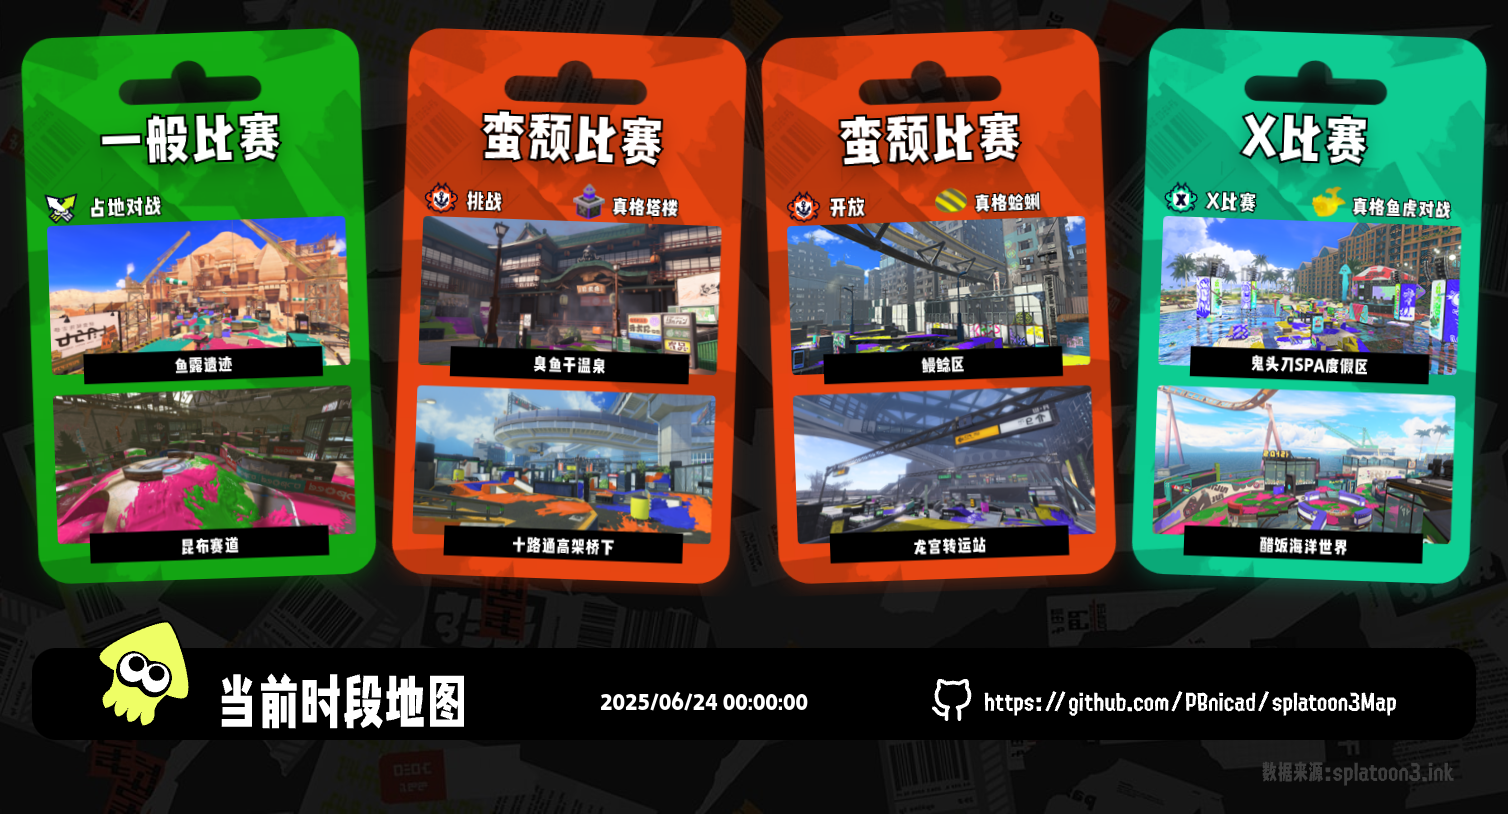 一般比赛
占地对战
鱼露遗迹
昆布赛道
蛮颓比赛
挑战
真格塔楼
臭鱼干温泉
十路通高架桥下
蛮颓比赛
开放
真格蛤蜊
鳗鲶区
龙宫转运站
X比赛
X比赛
真格鱼虎对战
鬼头刀SPA度假区
醋饭海洋世界
当前时段地图
2025/06/24 00:00:00
https://github.com/PBnicad/splatoon3Map
数据来源:splatoon3.ink